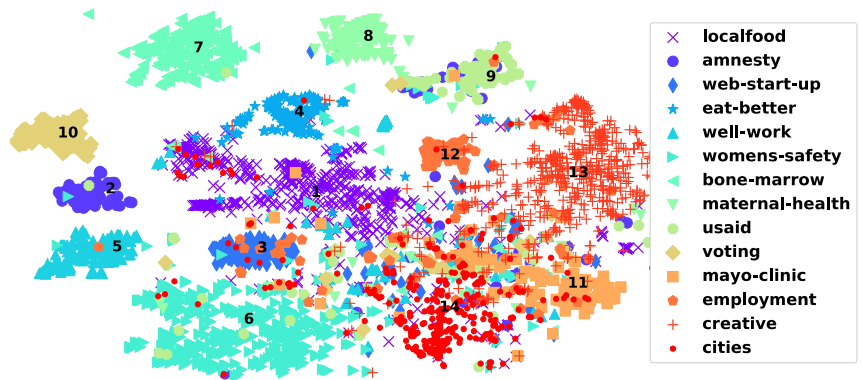 7
8
9
4
10
12
13
2
1
5
3
11
14
6
localfood
amnesty
web-start-up
eat-better
well-work
womens-safety
bone-marrow
maternal-health
usaid
voting
mayo-clinic
employment
creative
cities